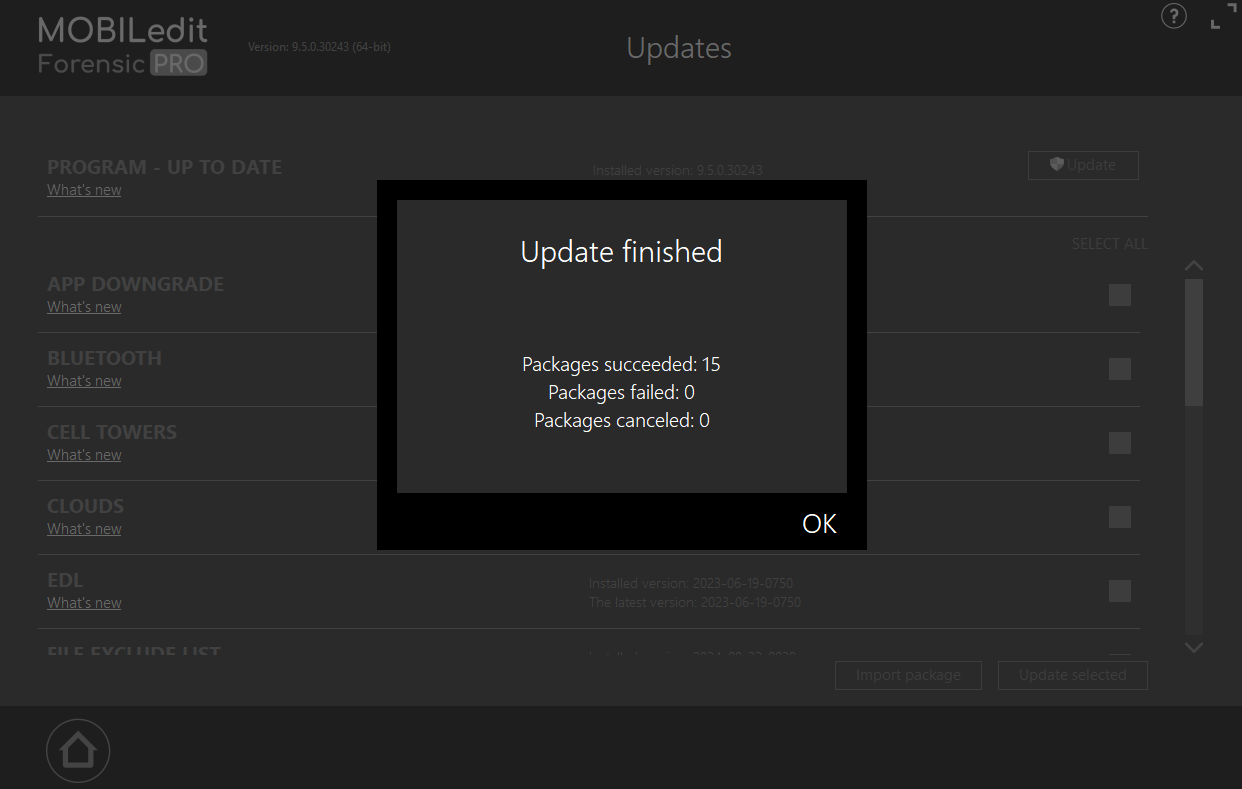 MOBILedit
Forensic PRO
Version: 9.5.0.30243 (64-bit)
Updates
?
PROGRAM - UP TO DATE
What's new
Installed version: 9.5.0.30243
Update
SELECT ALL
APP DOWNGRADE
What's new
BLUETOOTH
What's new
CELL TOWERS
What's new
CLOUDS
What's new
EDL
What's new
Installed version: 2023-06-19-0750
The latest version: 2023-06-19-0750
FILE EXCLUDE LIST
Update finished
Packages succeeded: 15
Packages failed: 0
Packages canceled: 0
OK
Import package
Update selected